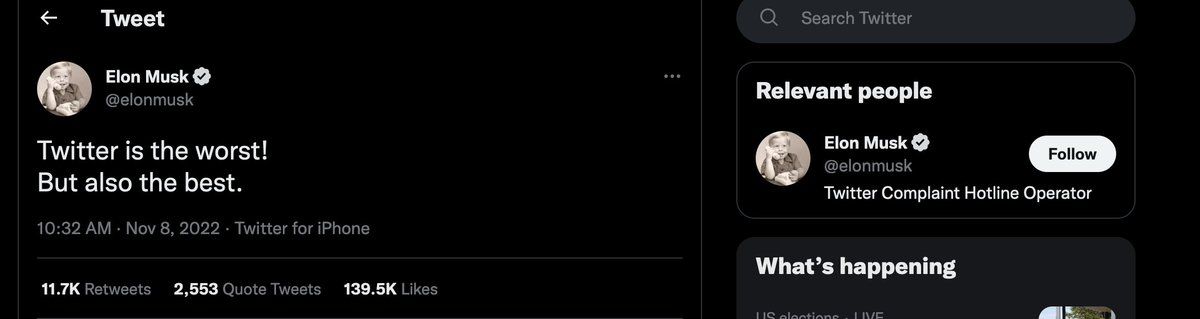 Tweet
Elon Musk
@elonmusk
Twitter is the worst!
But also the best.
10:32 AM · Nov 8, 2022 · Twitter for iPhone
11.7K Retweets 2,553 Quote Tweets 139.5K Likes
Search Twitter
Relevant people
Elon Musk
@elonmusk
Follow
Twitter Complaint Hotline Operator
What’s happening
US elections · LIVE